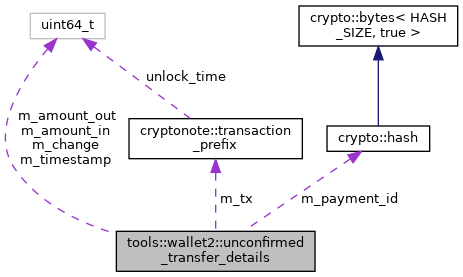 uint64_t
crypto::bytes< HASH
_SIZE, true >
unlock_time
m_amount_out
m_amount_in
m_change
m_timestamp
cryptonote::transaction
_prefix
crypto::hash
m_tx
m_payment_id
tools::wallet2::unconfirmed
_transfer_details